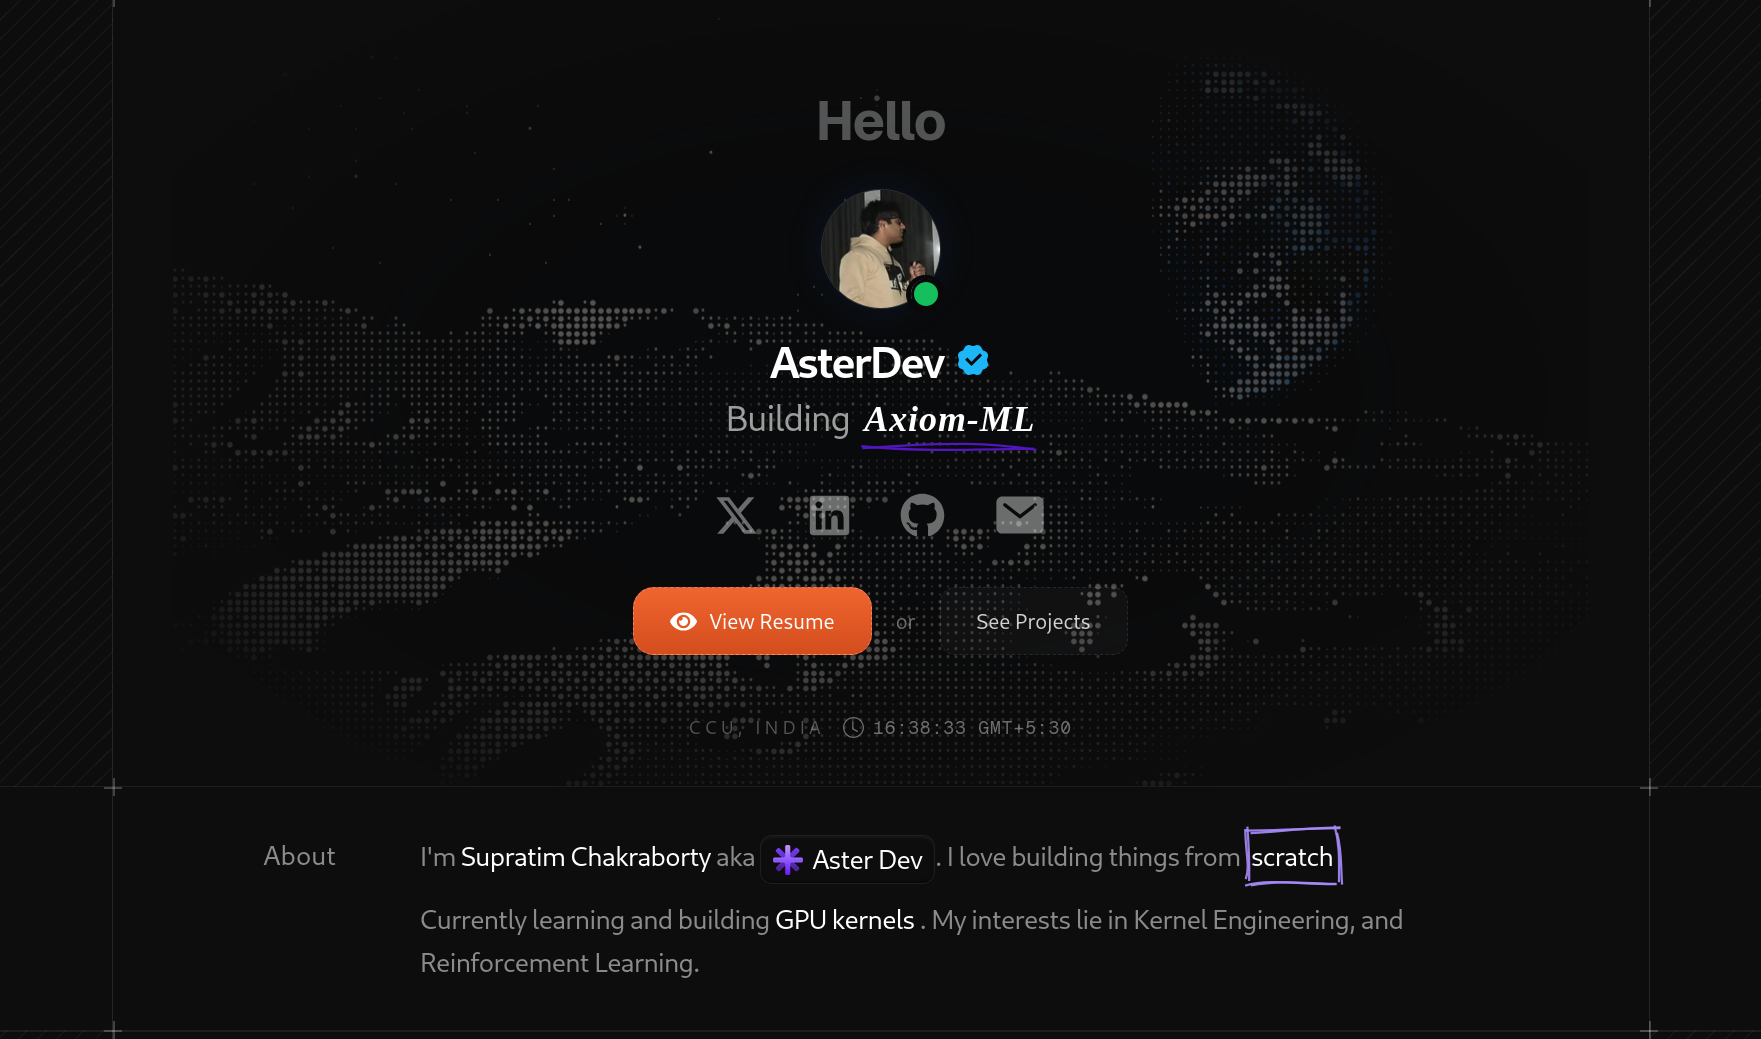 Hello
AsterDev
Building Axiom-ML
View Resume or See Projects
CCU, INDIA 16:38:33 GMT+5:30
About
I'm Supratim Chakraborty aka Aster Dev . I love building things from scratch
Currently learning and building GPU kernels . My interests lie in Kernel Engineering, and
Reinforcement Learning.